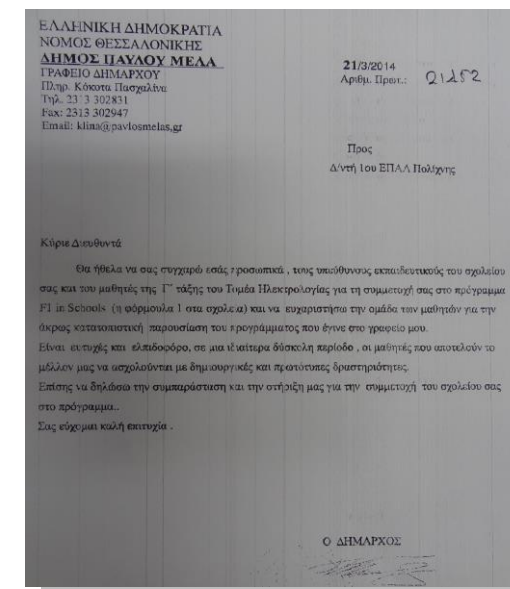 ΕΛΛΗΝΙΚΗ ΔΗΜΟΚΡΑΤΙΑ
ΝΟΜΟΣ ΘΕΣΣΑΛΟΝΙΚΗΣ
ΔΗΜΟΣ ΠΑΥΛΟΥ ΜΕΛΑ
ΓΡΑΦΕΙΟ ΔΗΜΑΡΧΟΥ
Πληρ. Κόκοτα Πασχαλίνα
Τηλ. 2313 302831
Fax: 2313 302947
Email: klina@pavlosmelas.gr
21/3/2014
Αριθμ. Πρωτ.:
Προς
Δ/ντή 1ου ΕΠΑΛ Πολίχνης
Κύριε Διευθυντά
Θα ήθελα να σας συγχαρώ εσάς προσωπικά , τους υπεύθυνους εκπαιδευτικούς του σχολείου
σας και του μαθητές της Γ΄ τάξης του Τομέα Ηλεκτρολογίας για τη συμμετοχή σας στο πρόγραμμα
F1 in Schools (η φόρμουλα 1 στα σχολεία) και να ευχαριστήσω την ομάδα των μαθητών για την
άκρως κατατοπιστική παρουσίαση του προγράμματος που έγινε στο γραφείο μου.
Είναι ευτυχές και ελπιδοφόρο, σε μια ιδιαίτερα δύσκολη περίοδο , οι μαθητές που αποτελούν το
μέλλον μας να ασχολούνται με δημιουργικές και πρωτότυπες δραστηριότητες.
Επίσης να δηλώσω την συμπαράσταση και την στήριξη μας για την συμμετοχή του σχολείου σας
στο πρόγραμμα..
Σας εύχομαι καλή επιτυχία .
Ο ΔΗΜΑΡΧΟΣ